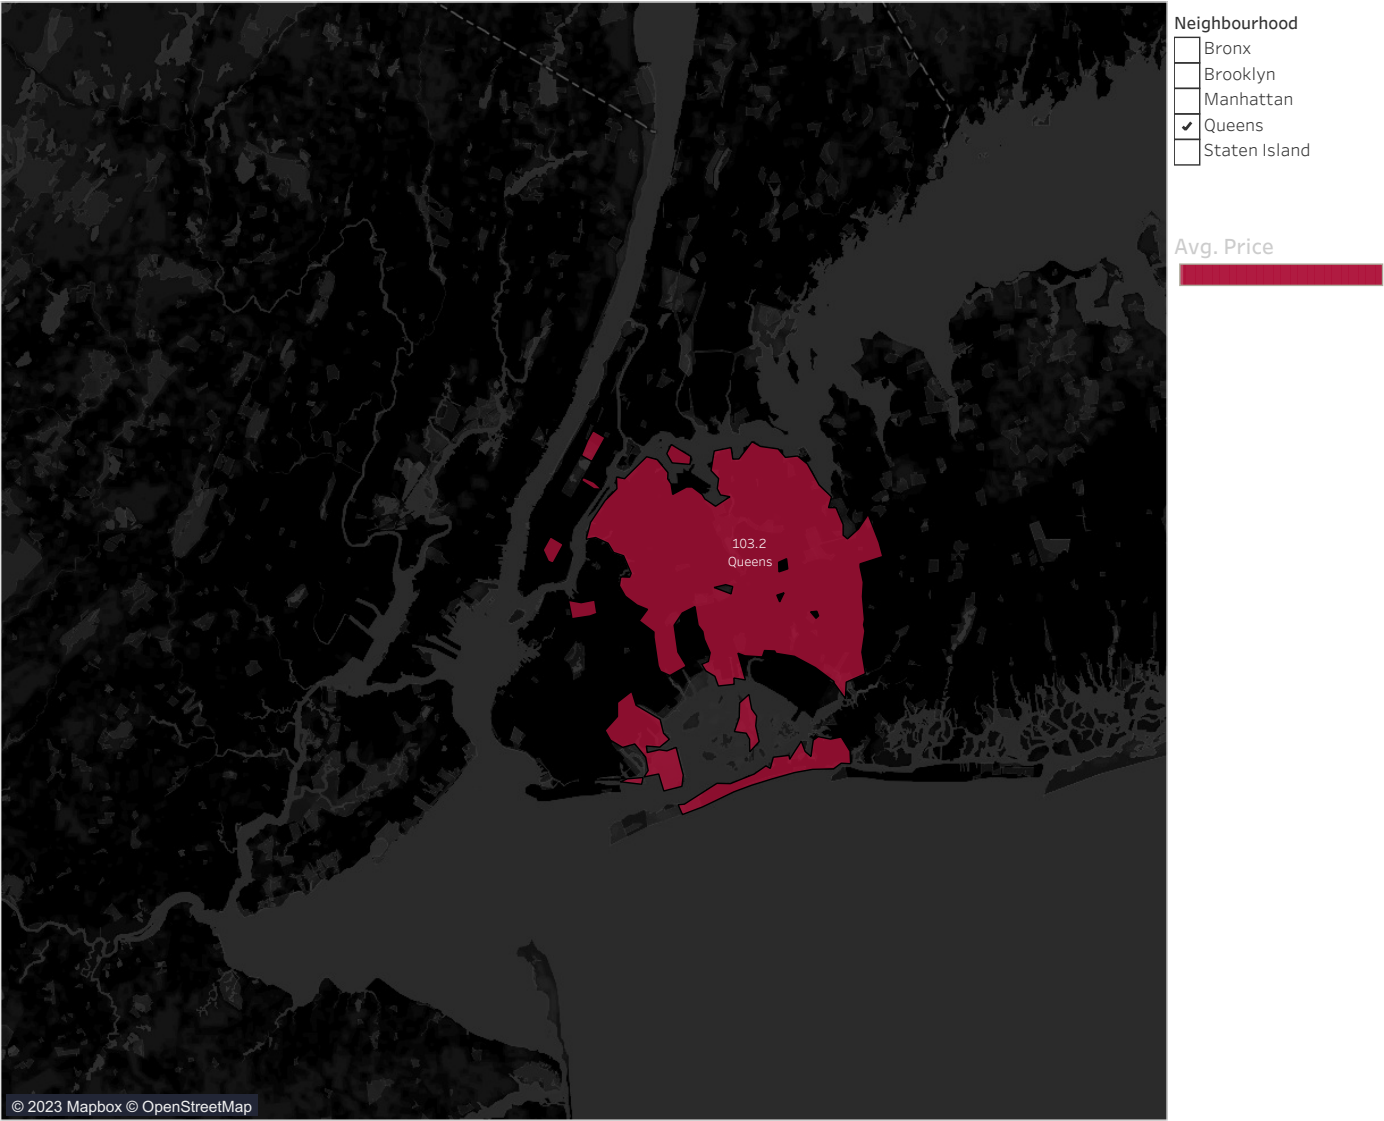 Neighbourhood
Bronx
Brooklyn
Manhattan
Queens
Staten Island
Avg. Price
103.2
Queens
© 2023 Mapbox © OpenStreetMap